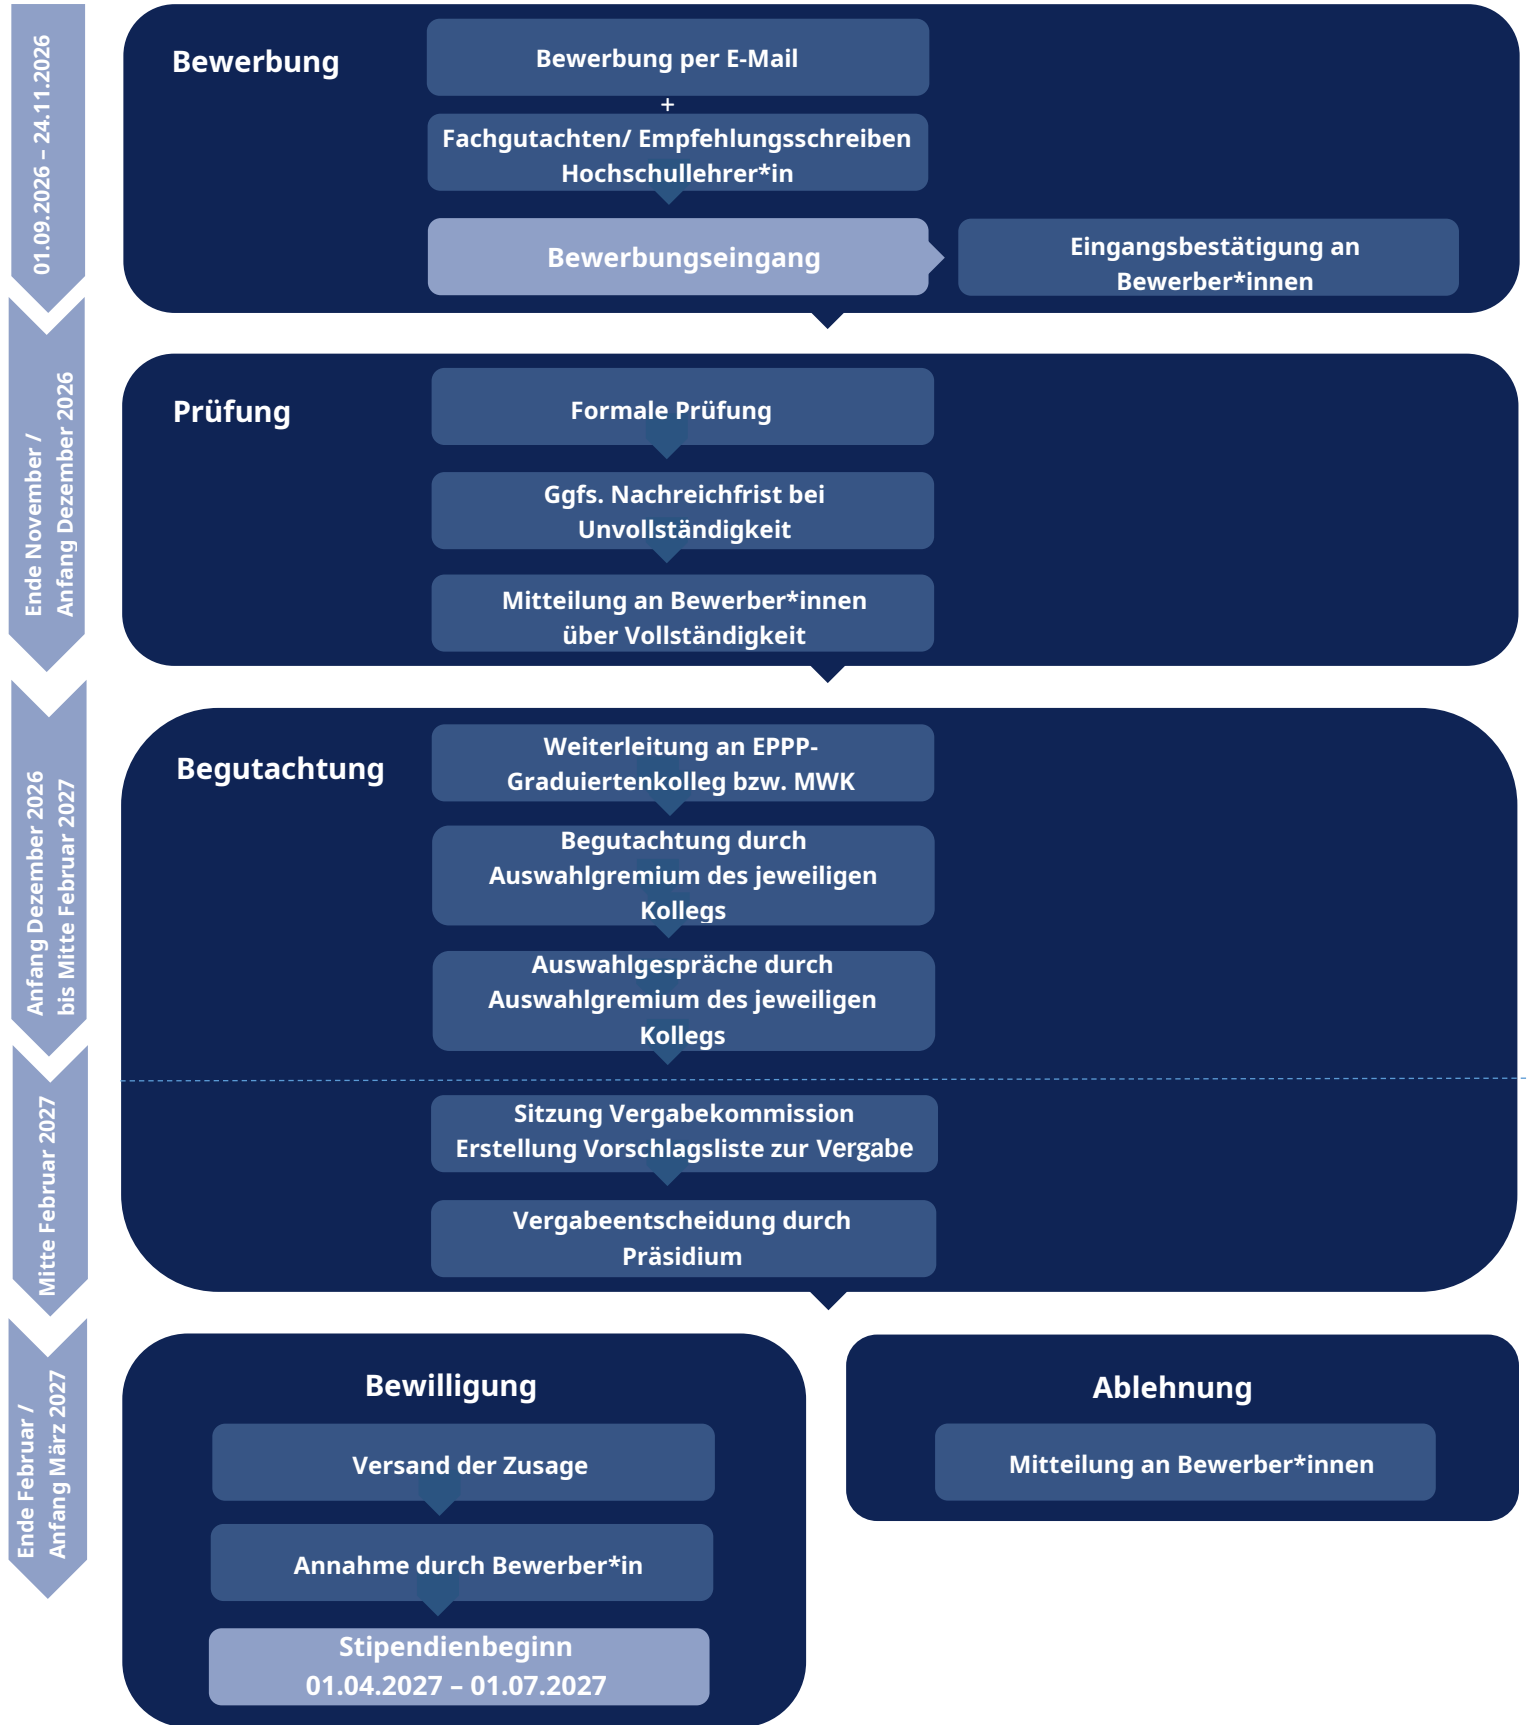 01.09.2026 – 24.11.2026
Bewerbung
Bewerbung per E-Mail
+
Fachgutachten/ Empfehlungsschreiben
Hochschullehrer*in
Bewerbungseingang
Eingangsbestätigung an
Bewerber*innen
Ende November /
Anfang Dezember 2026
Prüfung
Formale Prüfung
Ggfs. Nachreichfrist bei
Unvollständigkeit
Mitteilung an Bewerber*innen
über Vollständigkeit
Anfang Dezember 2026
bis Mitte Februar 2027
Begutachtung
Weiterleitung an EPPP-
Graduiertenkolleg bzw. MWK
Begutachtung durch
Auswahlgremium des jeweiligen
Kollegs
Auswahlgespräche durch
Auswahlgremium des jeweiligen
Kollegs
Mitte Februar 2027
Sitzung Vergabekommission
Erstellung Vorschlagsliste zur Vergabe
Vergabeentscheidung durch
Präsidium
Ende Februar /
Anfang März 2027
Bewilligung
Versand der Zusage
Annahme durch Bewerber*in
Stipendienbeginn
01.04.2027 – 01.07.2027
Ablehnung
Mitteilung an Bewerber*innen